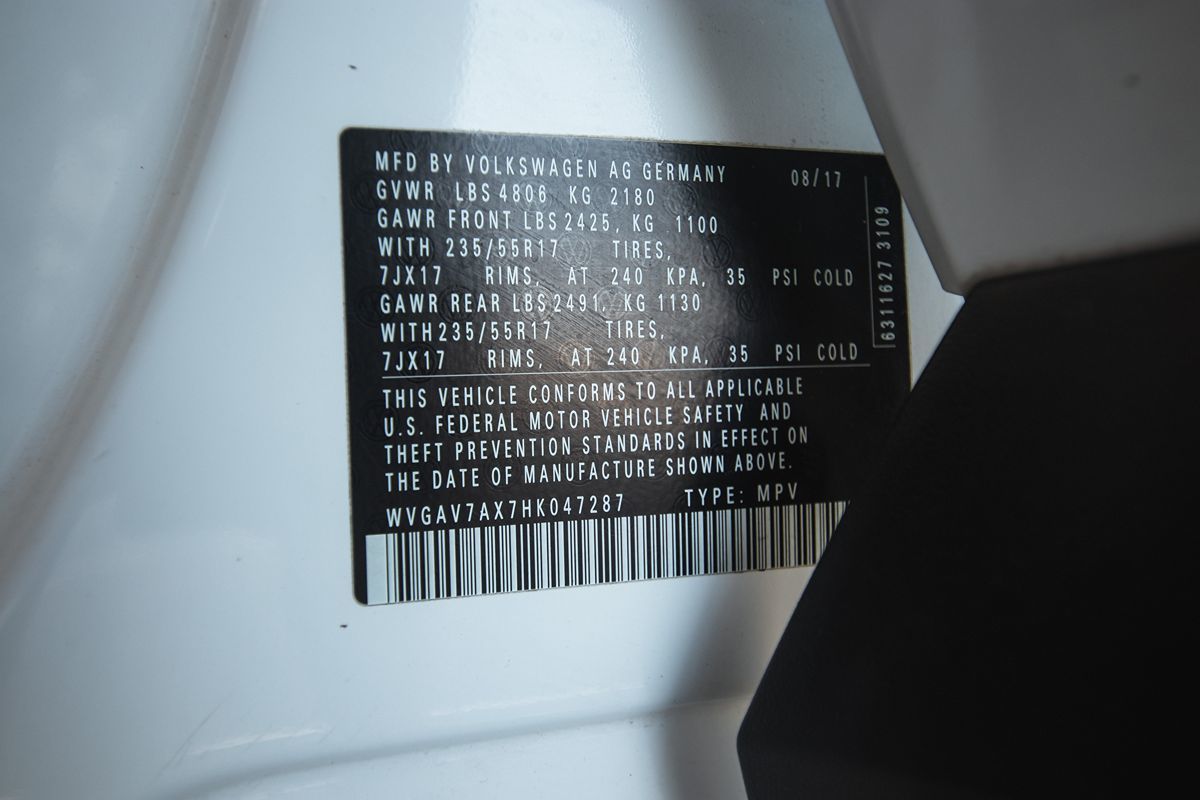 MFD BY VOLKSWAGEN AG GERMANY 08/17
GVWR LBS 4806 KG 2180
GAWR FRONT LBS 2425, KG 1100
WITH 235/55R17 TIRES,
7JX17 RIMS, AT 240 KPA, 35 PSI COLD
GAWR REAR LBS 2491, KG 1130
WITH 235/55R17 TIRES,
7JX17 RIMS, AT 240 KPA, 35 PSI COLD
THIS VEHICLE CONFORMS TO ALL APPLICABLE
U.S. FEDERAL MOTOR VEHICLE SAFETY AND
THEFT PREVENTION STANDARDS IN EFFECT ON
THE DATE OF MANUFACTURE SHOWN ABOVE.
WVGAV7AX7HK047287 TYPE: MPV
6311627 3109